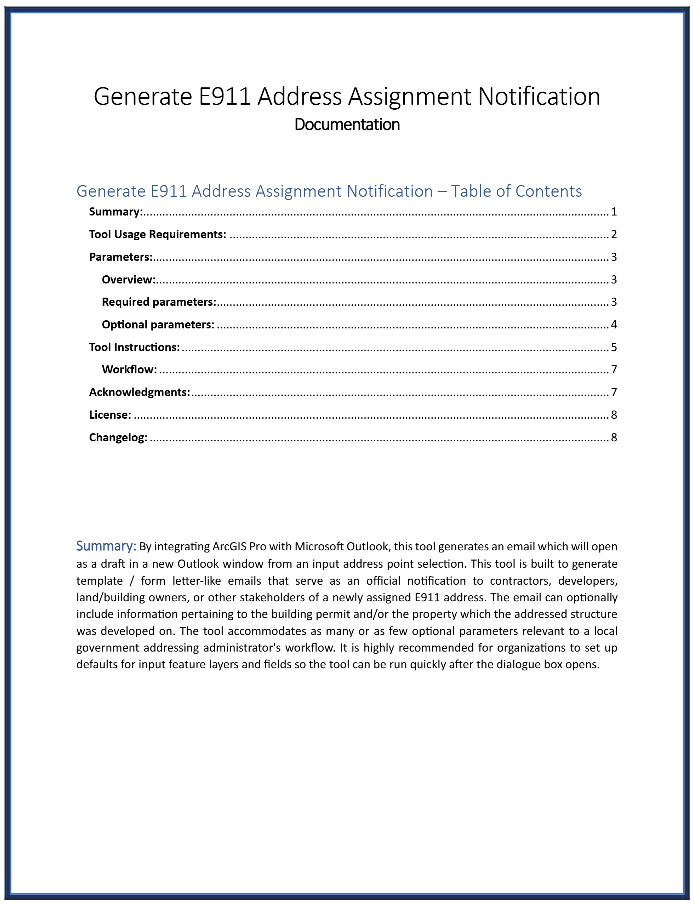 Generate E911 Address Assignment Notification
Documentation
Generate E911 Address Assignment Notification – Table of Contents
Summary:........................................................................................................................................1
Tool Usage Requirements: ..............................................................................................................2
Parameters:.....................................................................................................................................3
Overview:....................................................................................................................................3
Required parameters:..................................................................................................................3
Optional parameters: ..................................................................................................................4
Tool Instructions:.............................................................................................................................5
Workflow: ...................................................................................................................................7
Acknowledgments:..........................................................................................................................7
License: ...........................................................................................................................................8
Changelog: ......................................................................................................................................8
Summary: By integrating ArcGIS Pro with Microsoft Outlook, this tool generates an email which will open
as a draft in a new Outlook window from an input address point selection. This tool is built to generate
template / form letter-like emails that serve as an official notification to contractors, developers,
land/building owners, or other stakeholders of a newly assigned E911 address. The email can optionally
include information pertaining to the building permit and/or the property which the addressed structure
was developed on. The tool accommodates as many or as few optional parameters relevant to a local
government addressing administrator's workflow. It is highly recommended for organizations to set up
defaults for input feature layers and fields so the tool can be run quickly after the dialogue box opens.